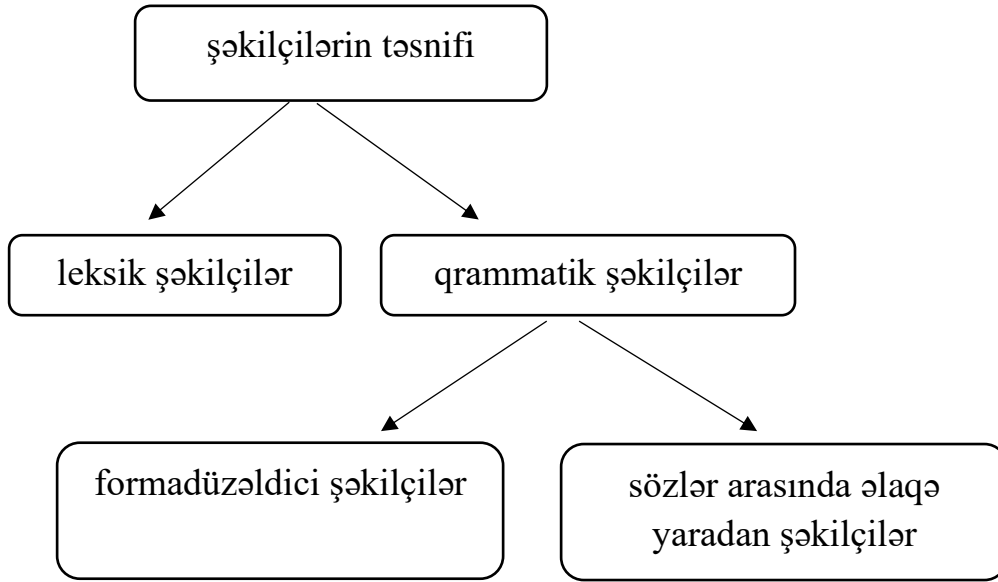 şəkilçilərin təsnifi
leksik şəkilçilər
qrammatik şəkilçilər
formadüzəldici şəkilçilər
sözlər arasında əlaqə
yaradan şəkilçilər